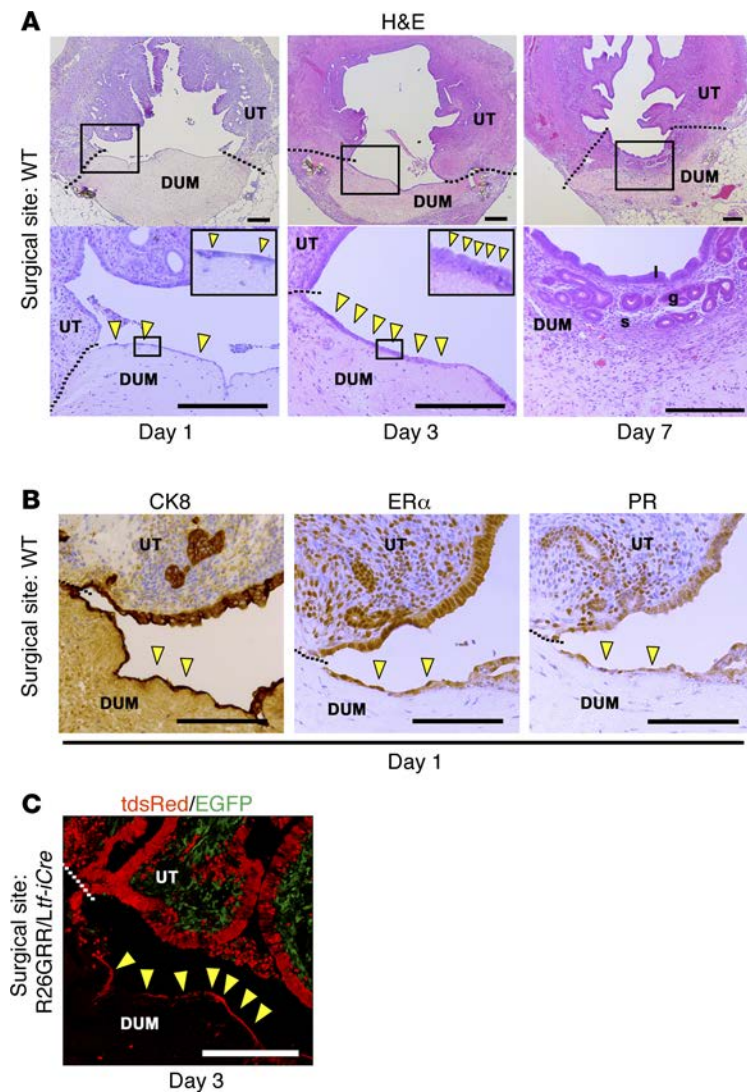 A
H&E
Surgical site: WT
UT
DUM
UT
DUM
UT
DUM
UT
DUM
UT
DUM
l
g
s
DUM
Day 1
Day 3
Day 7
B
CK8
ERα
PR
Surgical site: WT
UT
DUM
UT
DUM
UT
DUM
Day 1
C
tdsRed/EGFP
Surgical site:
R26GRR/Ltf-iCre
UT
DUM
Day 3